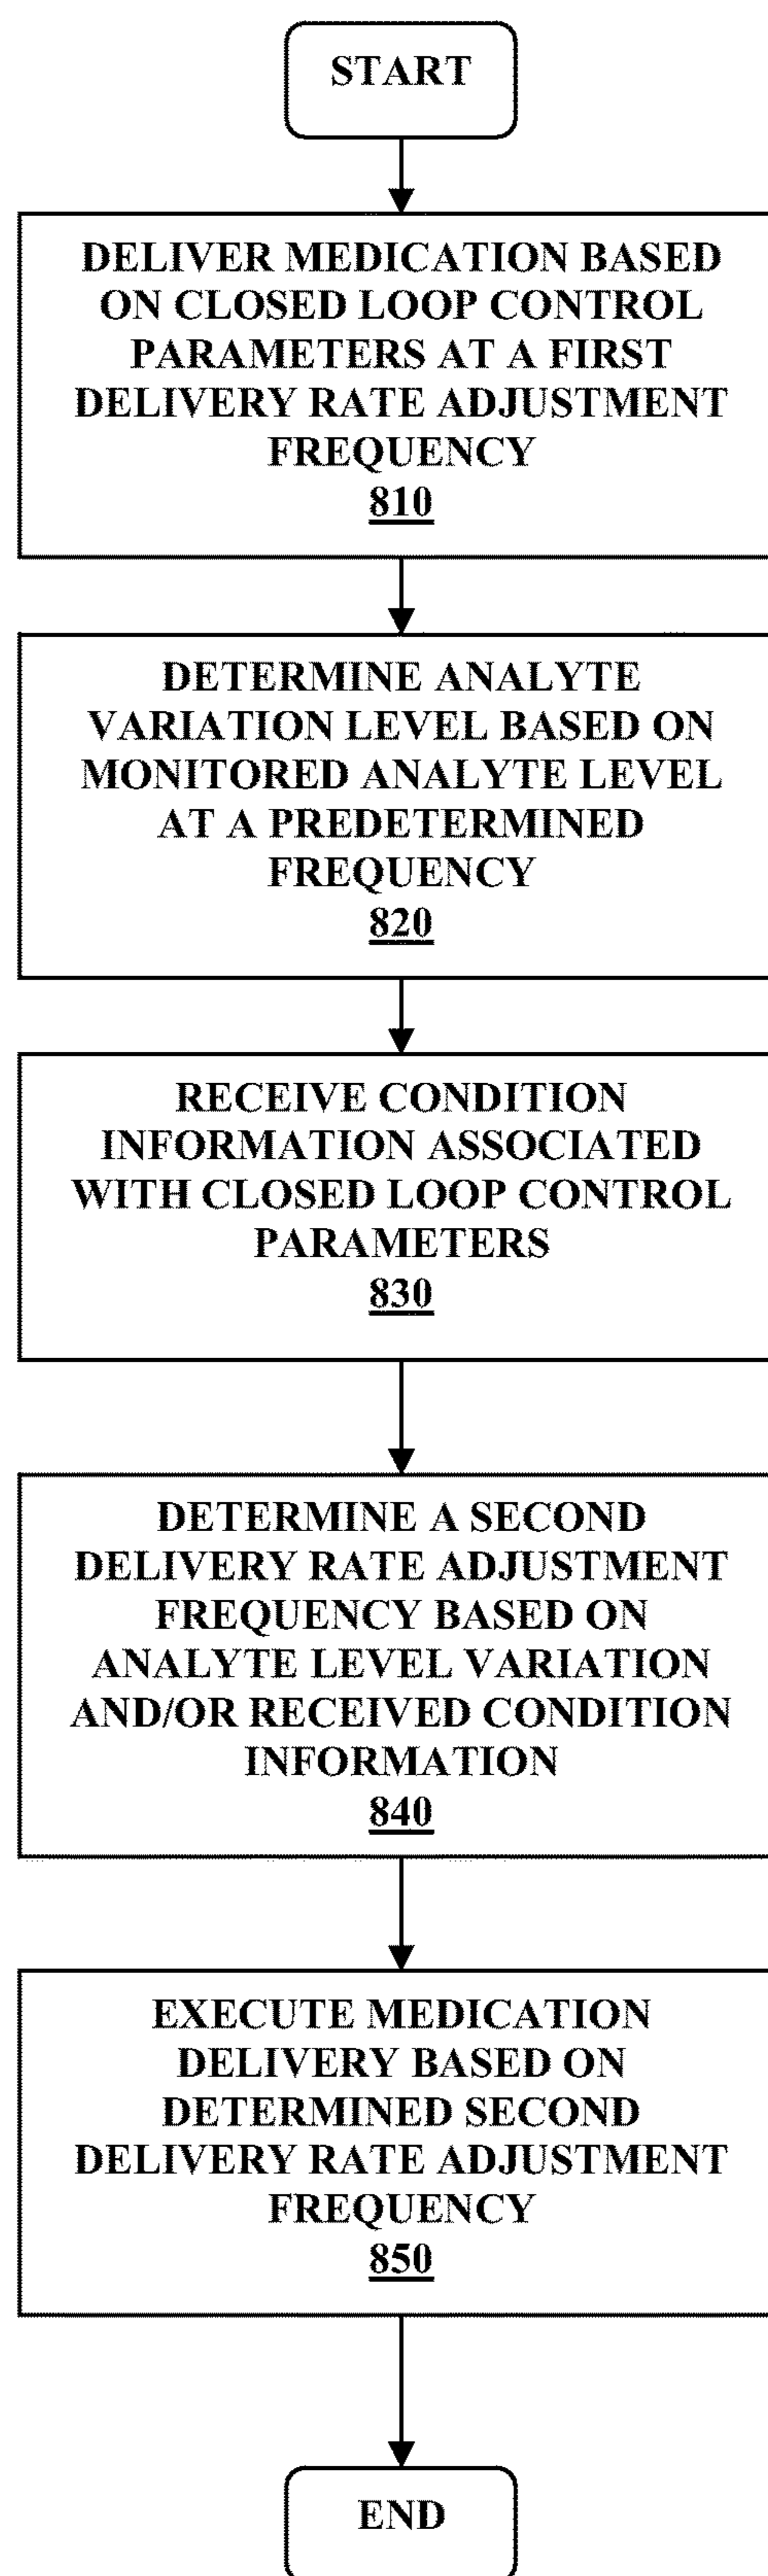 START
DELIVER MEDICATION BASED
ON CLOSED LOOP CONTROL
PARAMETERS AT A FIRST
DELIVERY RATE ADJUSTMENT
FREQUENCY
810
DETERMINE ANALYTE
VARIATION LEVEL BASED ON
MONITORED ANALYTE LEVEL
AT A PREDETERMINED
FREQUENCY
820
RECEIVE CONDITION
INFORMATION ASSOCIATED
WITH CLOSED LOOP CONTROL
PARAMETERS
830
DETERMINE A SECOND
DELIVERY RATE ADJUSTMENT
FREQUENCY BASED ON
ANALYTE LEVEL VARIATION
AND/OR RECEIVED CONDITION
INFORMATION
840
EXECUTE MEDICATION
DELIVERY BASED ON
DETERMINED SECOND
DELIVERY RATE ADJUSTMENT
FREQUENCY
850
END